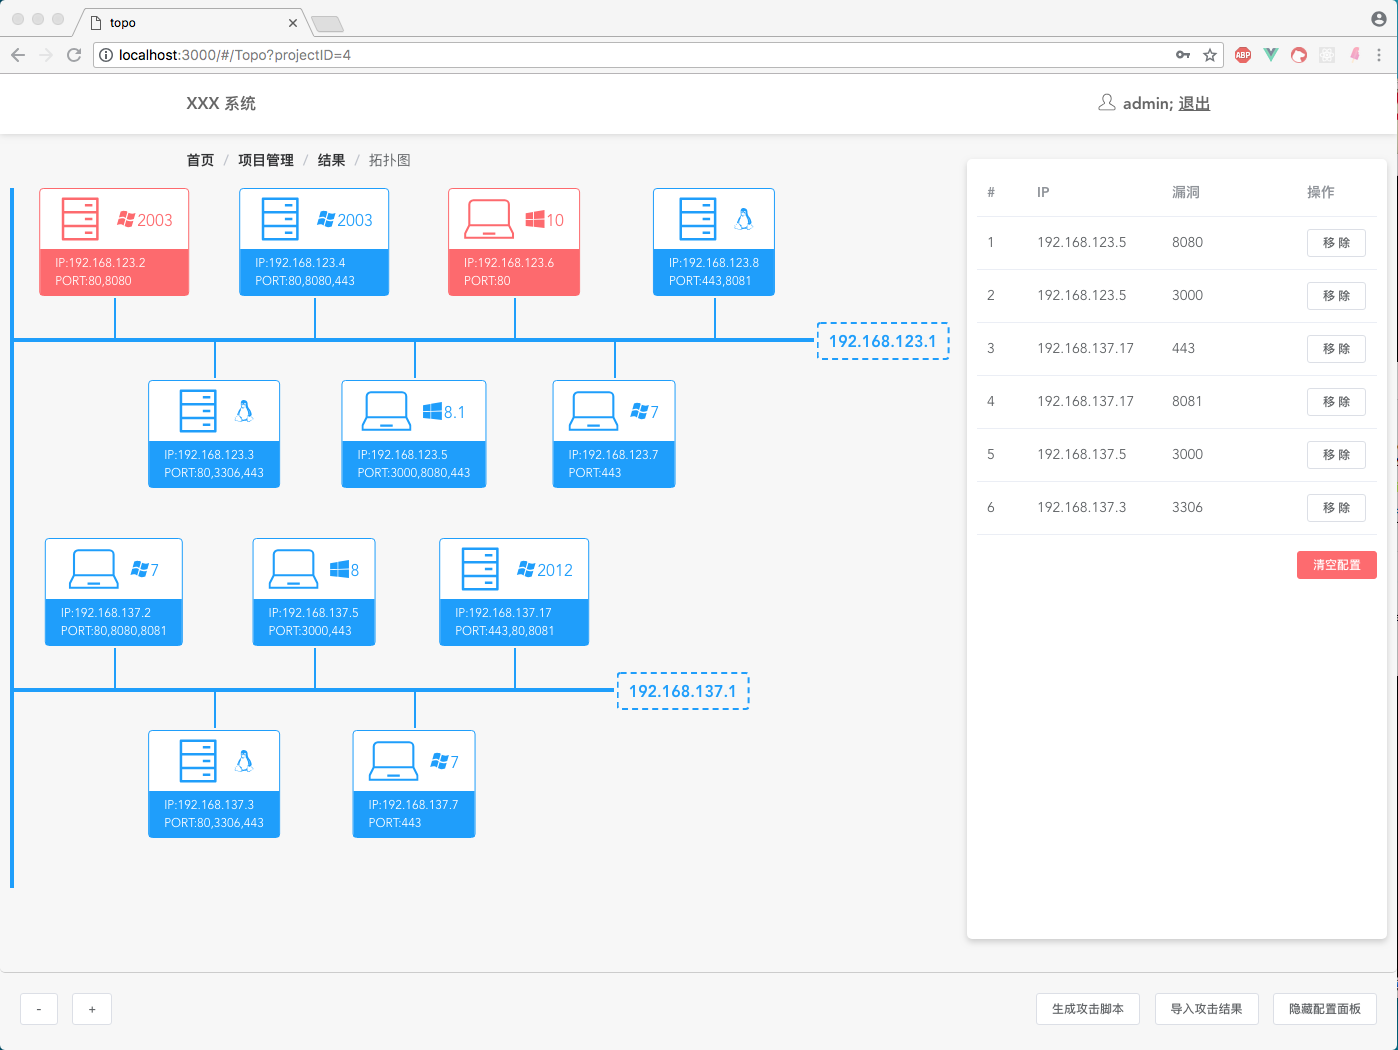 topo
localhost:3000/#/Topo?projectID=4
ABP
XXX 系统
admin; 退出
首页 / 项目管理 / 结果 / 拓扑图
2003
IP:192.168.123.2
PORT:80,8080
2003
IP:192.168.123.4
PORT:80,8080,443
10
IP:192.168.123.6
PORT:80
IP:192.168.123.8
PORT:443,8081
192.168.123.1
IP:192.168.123.3
PORT:80,3306,443
8.1
IP:192.168.123.5
PORT:3000,8080,443
7
IP:192.168.123.7
PORT:443
7
IP:192.168.137.2
PORT:80,8080,8081
8
IP:192.168.137.5
PORT:3000,443
2012
IP:192.168.137.17
PORT:443,80,8081
192.168.137.1
IP:192.168.137.3
PORT:80,3306,443
7
IP:192.168.137.7
PORT:443
# IP 漏洞 操作
1 192.168.123.5 8080 移 除
2 192.168.123.5 3000 移 除
3 192.168.137.17 443 移 除
4 192.168.137.17 8081 移 除
5 192.168.137.5 3000 移 除
6 192.168.137.3 3306 移 除
清空配置
- +
生成攻击脚本 导入攻击结果 隐藏配置面板